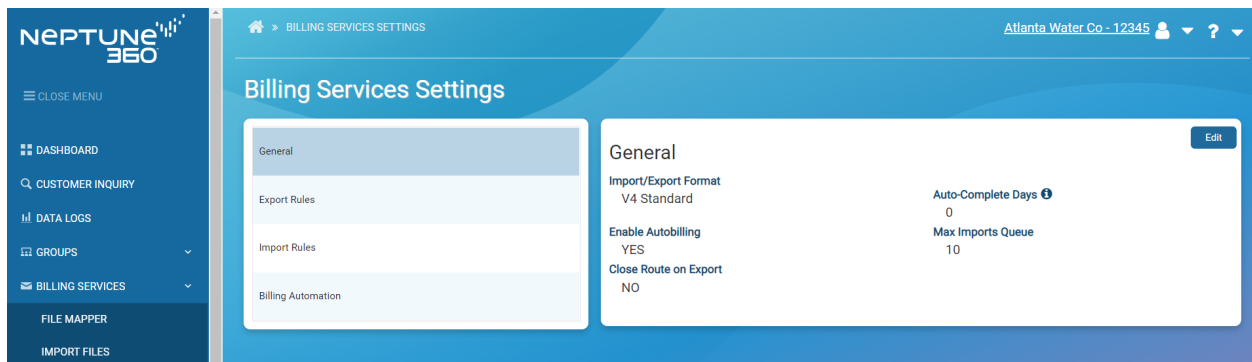 NEPTUNE
360
CLOSE MENU
DASHBOARD
CUSTOMER INQUIRY
DATA LOGS
GROUPS
BILLING SERVICES
FILE MAPPER
IMPORT FILES
» BILLING SERVICES SETTINGS
Atlanta Water Co - 12345
?
Billing Services Settings
General
Export Rules
Import Rules
Billing Automation
Edit
General
Import/Export Format
V4 Standard
Auto-Complete Days
0
Enable Autobilling
YES
Max Imports Queue
10
Close Route on Export
NO